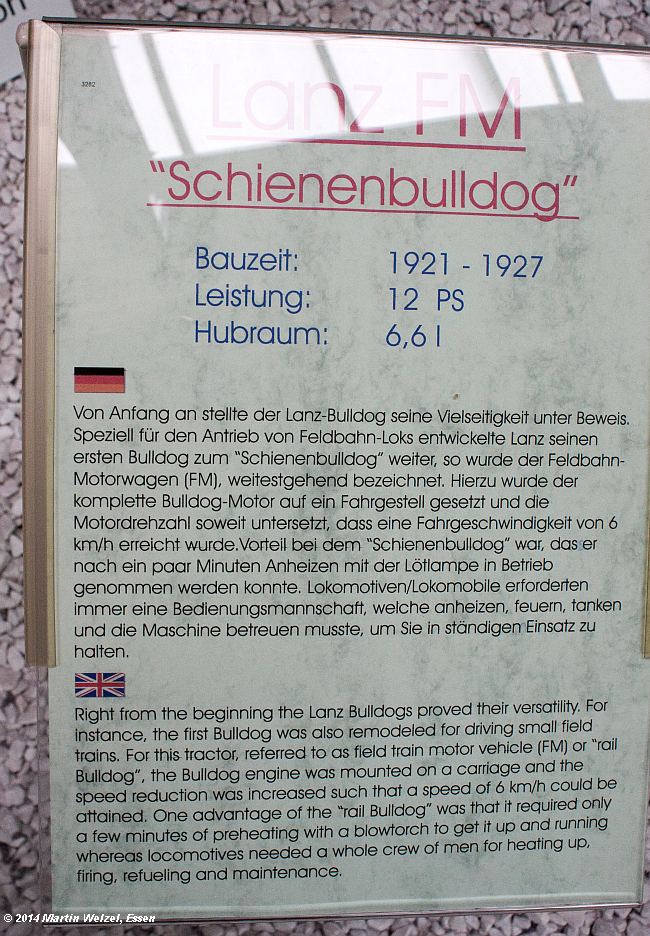 on
3262
Lanz FM
"Schienenbulldog"
Bauzeit: 1921 - 1927
Leistung: 12 PS
Hubraum: 6,6 l
Von Anfang an stellte der Lanz-Bulldog seine Vielseitigkeit unter Beweis.
Speziell für den Antrieb von Feldbahn-Loks entwickelte Lanz seinen
ersten Bulldog zum "Schienenbulldog" weiter, so wurde der Feldbahn-
Motorwagen (FM), weitestgehend bezeichnet. Hierzu wurde der
komplette Bulldog-Motor auf ein Fahrgestell gesetzt und die
Motordrehzahl soweit untersetzt, dass eine Fahrgeschwindigkeit von 6
km/h erreicht wurde.Vorteil bei dem "Schienenbulldog" war, das er
nach ein paar Minuten Anheizen mit der Lötlampe in Betrieb
genommen werden konnte. Lokomotiven/Lokomobile erforderten
immer eine Bedienungsmannschaft, welche anheizen, feuern, tanken
und die Maschine betreuen musste, um Sie in ständigen Einsatz zu
halten.
Right from the beginning the Lanz Bulldogs proved their versatility. For
instance, the first Bulldog was also remodeled for driving small field
trains. For this tractor, referred to as field train motor vehicle (FM) or "rail
Bulldog", the Bulldog engine was mounted on a carriage and the
speed reduction was increased such that a speed of 6 km/h could be
attained. One advantage of the "rail Bulldog" was that it required only
a few minutes of preheating with a blowtorch to get it up and running
whereas locomotives needed a whole crew of men for heating up,
firing, refueling and maintenance.
© 2014 Martin Welzel, Essen